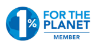 1%
FOR THE
PLANET
MEMBER